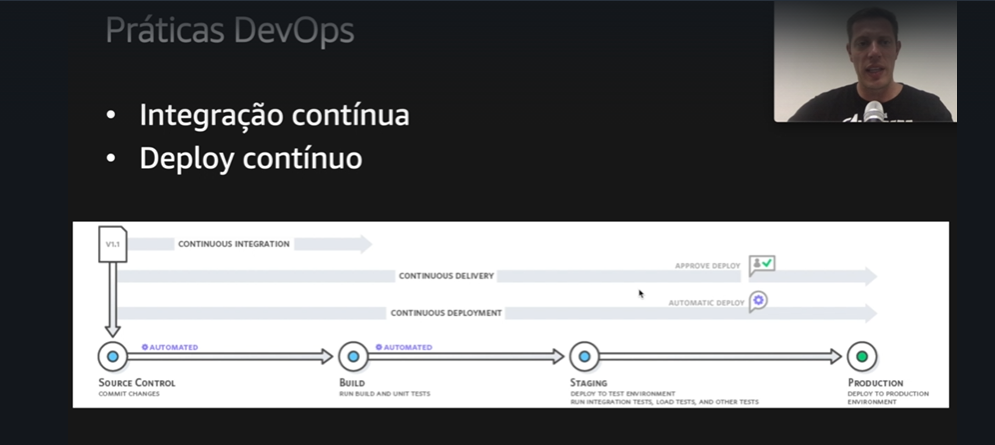 Práticas DevOps
• Integração contínua
• Deploy contínuo
V1.1
CONTINUOUS INTEGRATION
CONTINUOUS DELIVERY
APPROVE DEPLOY
CONTINUOUS DEPLOYMENT
AUTOMATIC DEPLOY
AUTOMATED
AUTOMATED
SOURCE CONTROL
COMMIT CHANGES
BUILD
RUN BUILD AND UNIT TESTS
STAGING
DEPLOY TO TEST ENVIRONMENT
RUN INTEGRATION TESTS, LOAD TESTS, AND OTHER TESTS
PRODUCTION
DEPLOY TO PRODUCTION
ENVIRONMENT